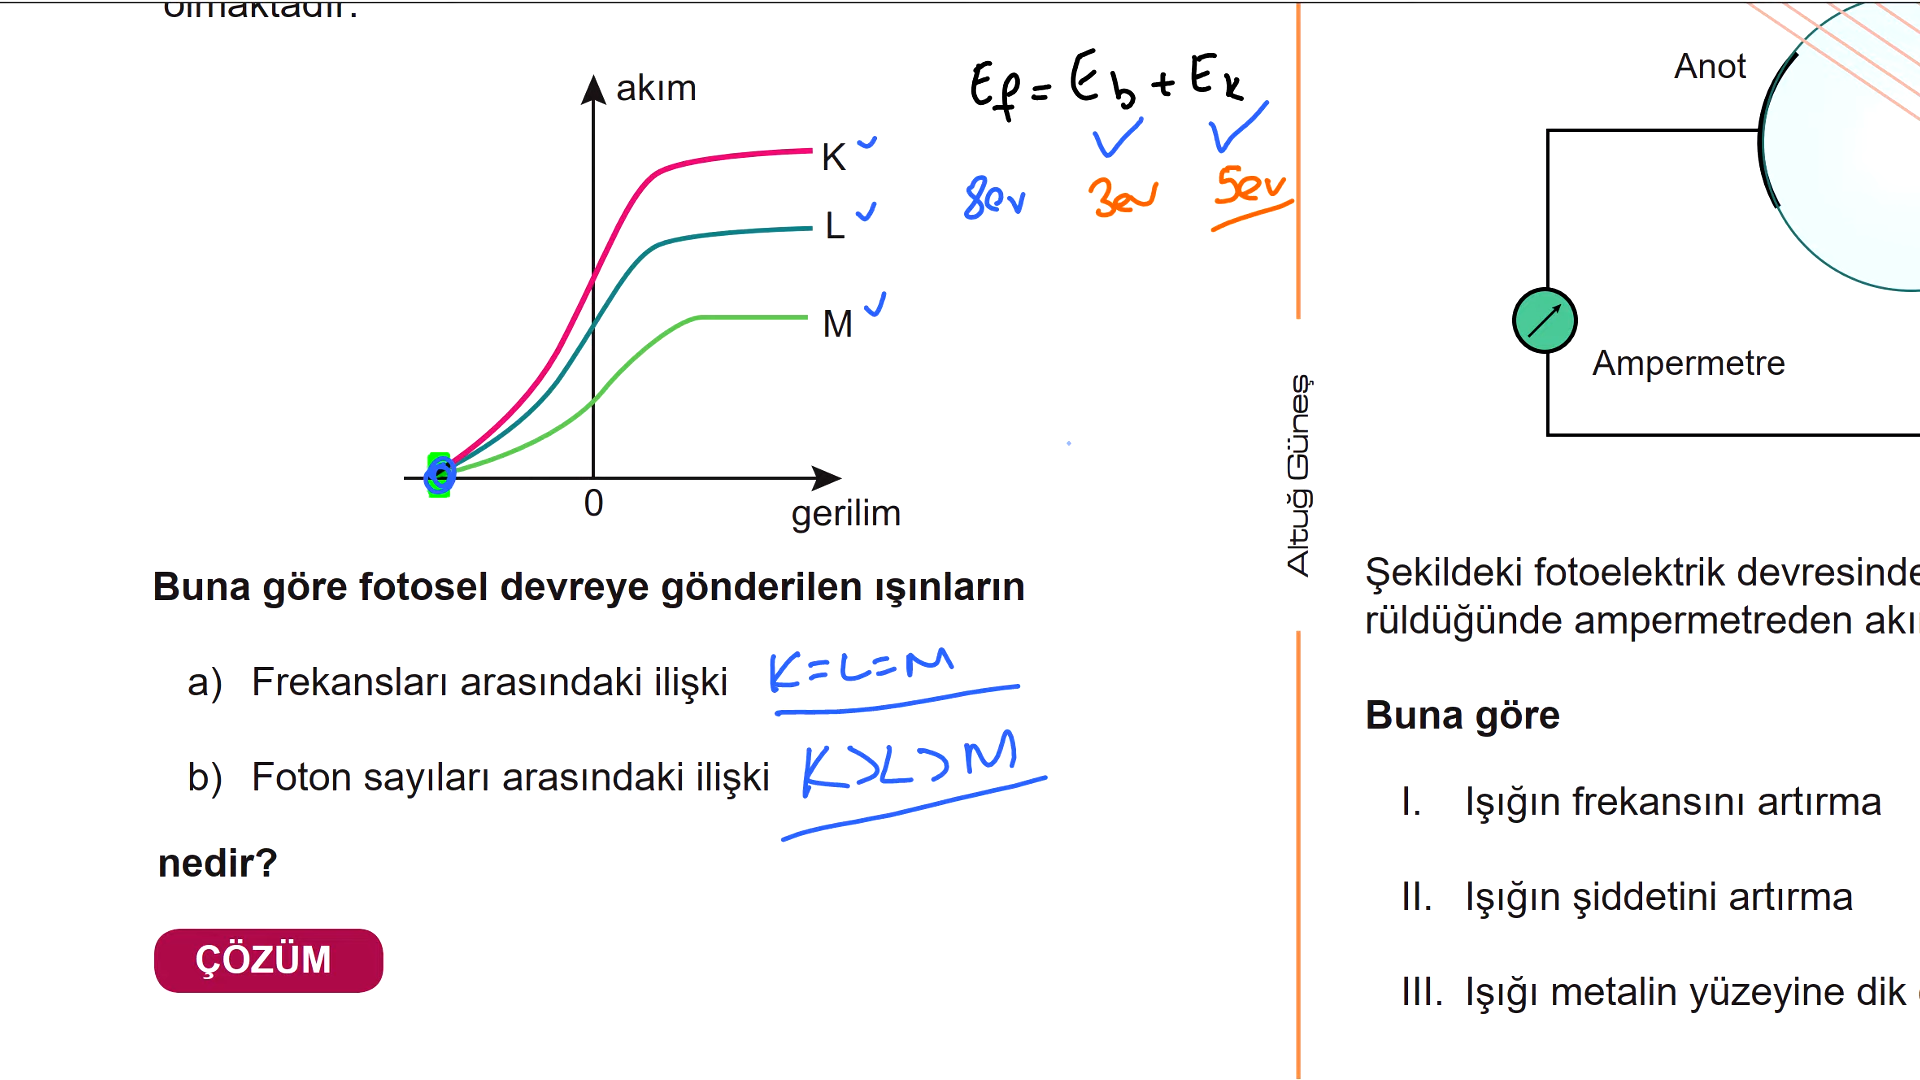 olmaktadır.
akım
K
L
M
0
gerilim
Ef = Eb + Ek
8ev 3ev 5ev
Buna göre fotosel devreye gönderilen ışınların
a) Frekansları arasındaki ilişki K=L=M
b) Foton sayıları arasındaki ilişki K>L>M
nedir?
ÇÖZÜM
Altuğ Güneş
Anot
Ampermetre
Şekildeki fotoelektrik devresinde
rüldüğünde ampermetreden akı
Buna göre
I. Işığın frekansını artırma
II. Işığın şiddetini artırma
III. Işığı metalin yüzeyine dik